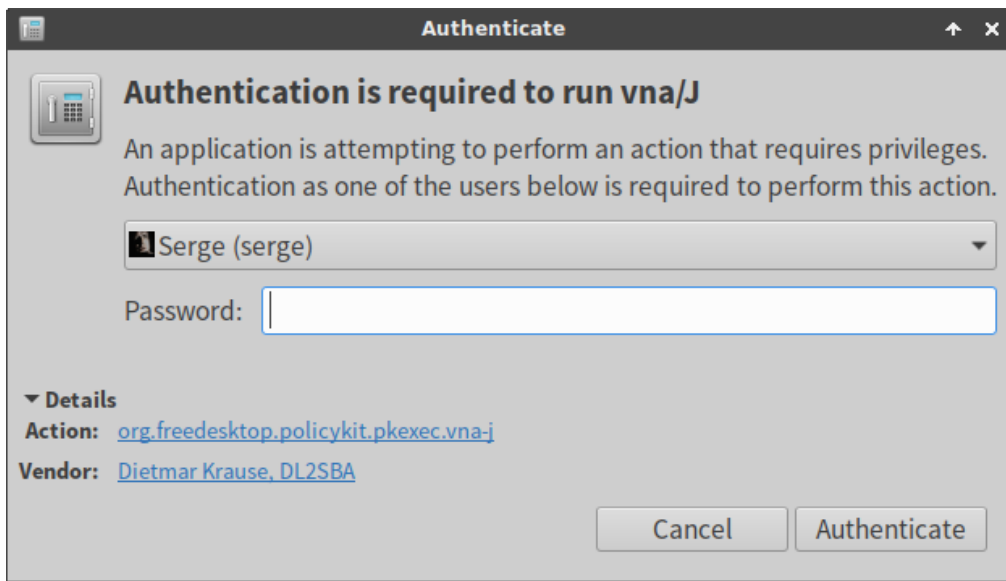 Authenticate
Authentication is required to run vna/J
An application is attempting to perform an action that requires privileges.
Authentication as one of the users below is required to perform this action.
Serge (serge)
Password:
Details
Action: org.freedesktop.policykit.pkexec.vna-j
Vendor: Dietmar Krause, DL2SBA
Cancel Authenticate